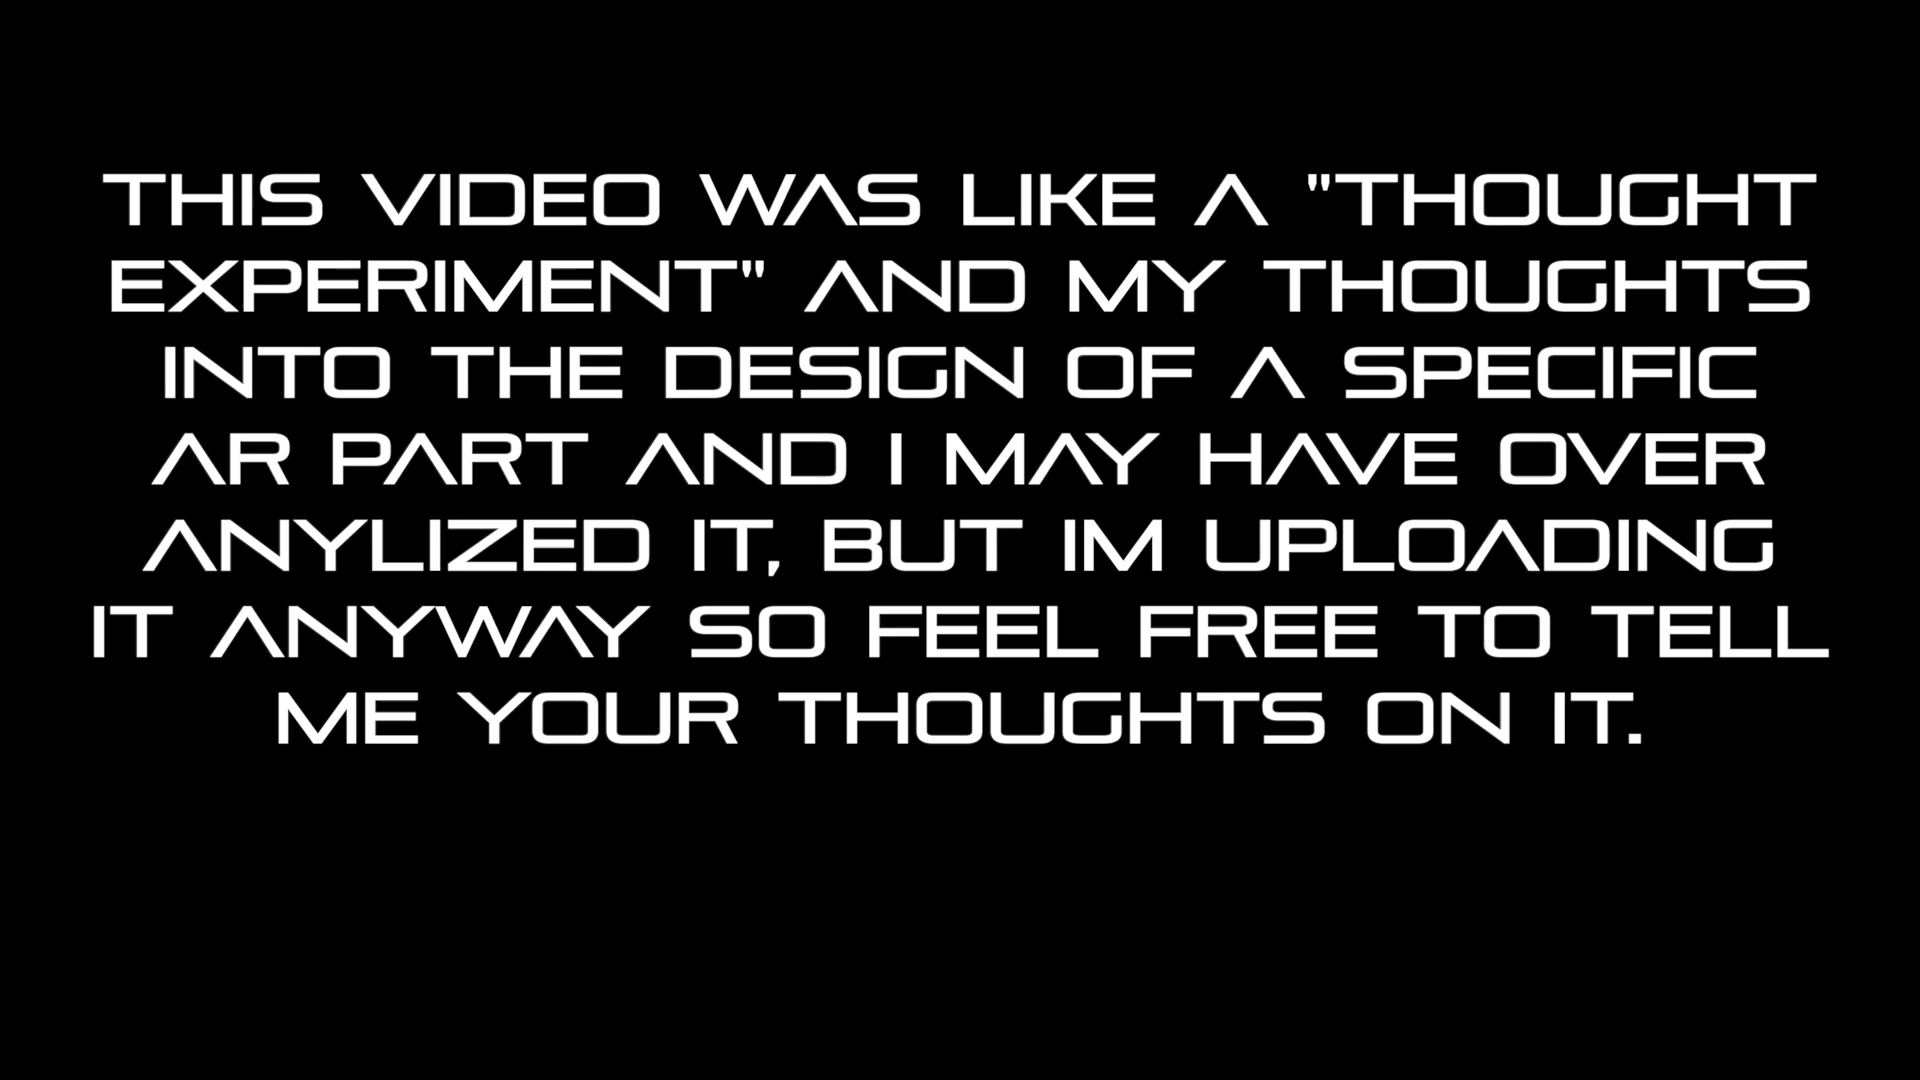 THIS VIDEO WAS LIKE A "THOUGHT
EXPERIMENT" AND MY THOUGHTS
INTO THE DESIGN OF A SPECIFIC
AR PART AND I MAY HAVE OVER
ANYLIZED IT, BUT IM UPLOADING
IT ANYWAY SO FEEL FREE TO TELL
ME YOUR THOUGHTS ON IT.